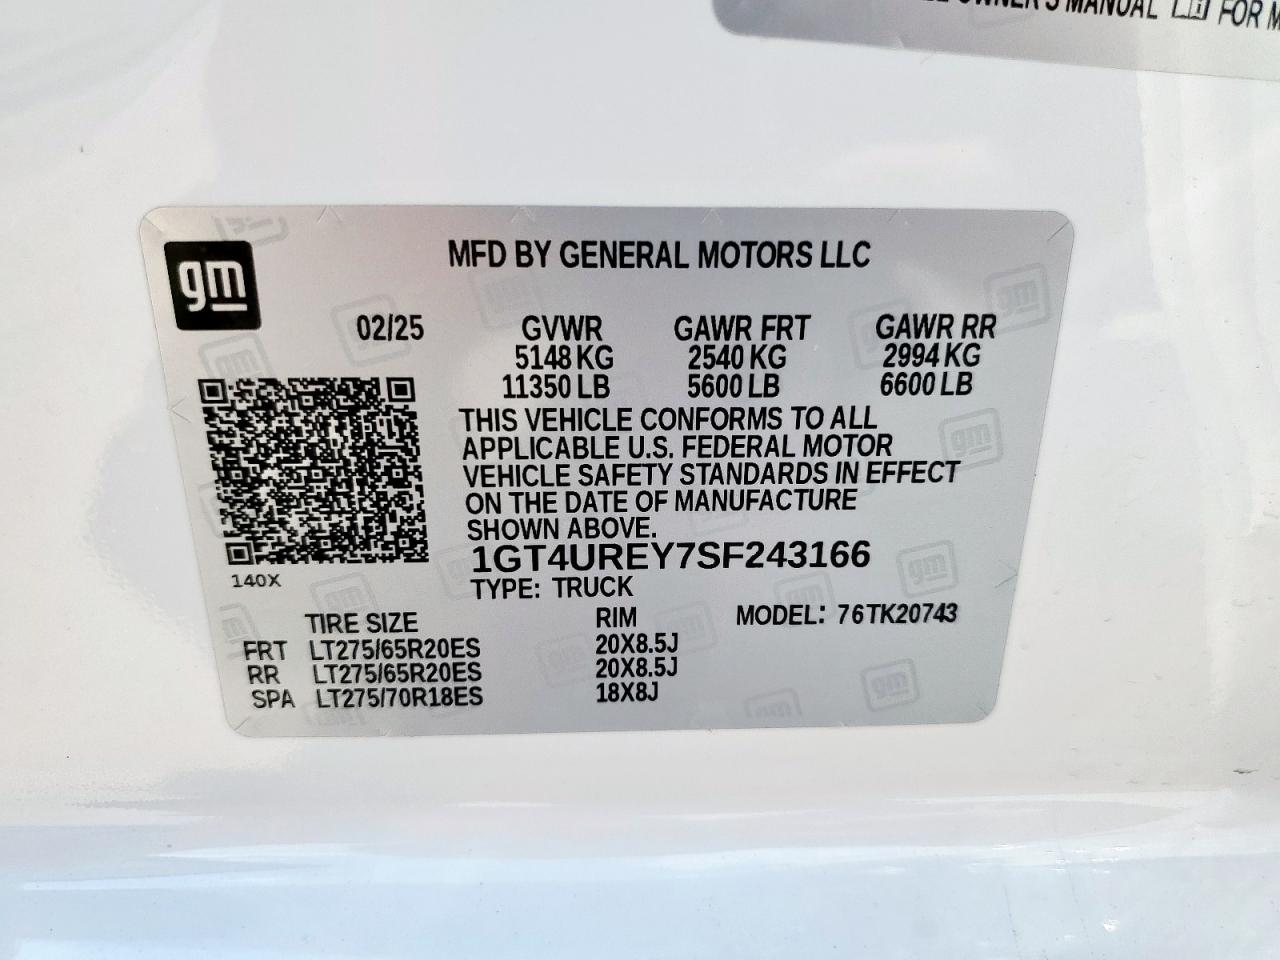 OWNER'S MANUAL FOR
gm
MFD BY GENERAL MOTORS LLC
02/25 GVWR GAWR FRT GAWR RR
5148 KG 2540 KG 2994 KG
11350 LB 5600 LB 6600 LB
THIS VEHICLE CONFORMS TO ALL
APPLICABLE U.S. FEDERAL MOTOR
VEHICLE SAFETY STANDARDS IN EFFECT
ON THE DATE OF MANUFACTURE
SHOWN ABOVE.
1GT4UREY7SF243166
140X
TYPE: TRUCK
TIRE SIZE RIM MODEL: 76TK20743
FRT LT275/65R20ES 20X8.5J
RR LT275/65R20ES 20X8.5J
SPA LT275/70R18ES 18X8J